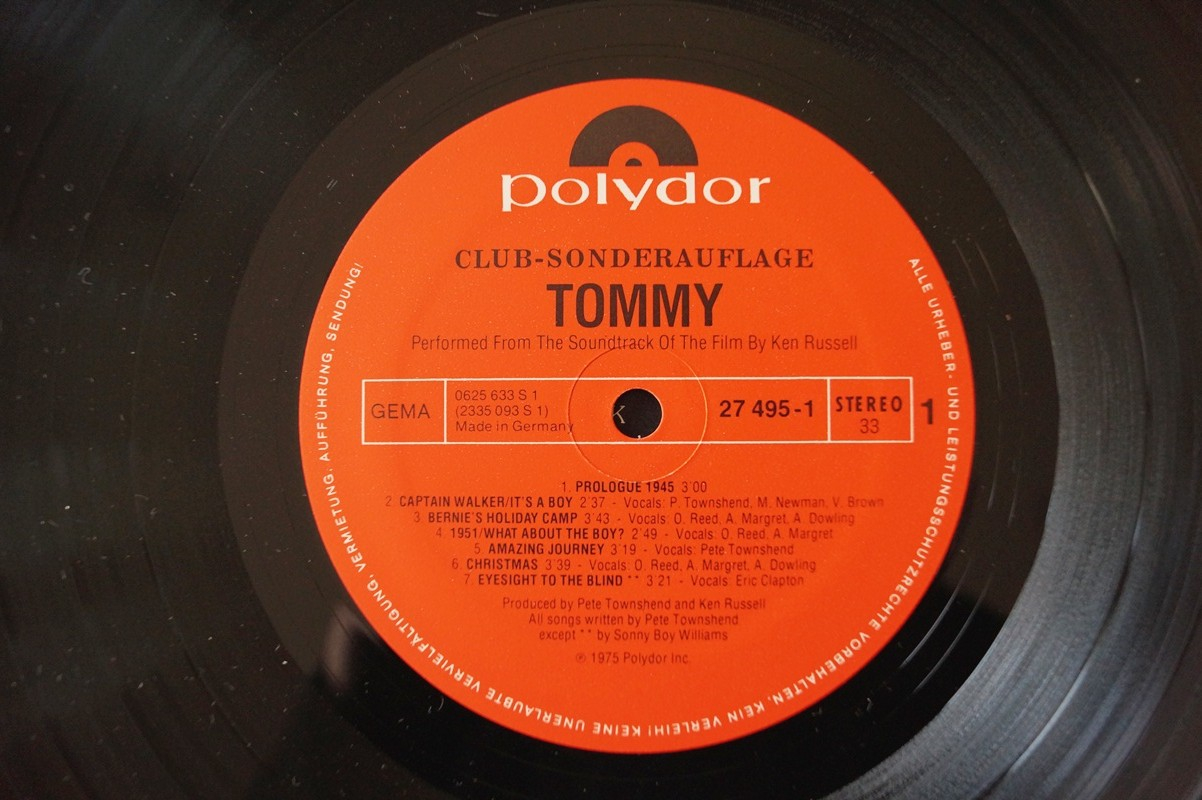 polydor
CLUB-SONDERAUFLAGE
TOMMY
Performed From The Soundtrack Of The Film By Ken Russell
GEMA
0625 633 S 1
(2335 093 S 1)
Made in Germany
K
27 495-1
STEREO
33
1
1. PROLOGUE 1945 3'00
2. CAPTAIN WALKER/IT'S A BOY 2'37 - Vocals: P. Townshend, M. Newman, V. Brown
3. BERNIE'S HOLIDAY CAMP 3'43 - Vocals: O. Reed, A. Margret, A. Dowling
4. 1951/WHAT ABOUT THE BOY? 2'49 - Vocals: O. Reed, A. Margret
5. AMAZING JOURNEY 3'19 - Vocals: Pete Townshend
6. CHRISTMAS 3'39 - Vocals: O. Reed, A. Margret, A. Dowling
7. EYESIGHT TO THE BLIND ** 3'21 - Vocals: Eric Clapton
Produced by Pete Townshend and Ken Russell
All songs written by Pete Townshend
except ** by Sonny Boy Williams
℗ 1975 Polydor Inc.
ALLE URHEBER- UND LEISTUNGSSCHUTZRECHTE VORBEHALTEN. KEIN VERLEIH! KEINE UNERLAUBTE VERVIELFÄLTIGUNG, VERMIETUNG, AUFFÜHRUNG, SENDUNG!